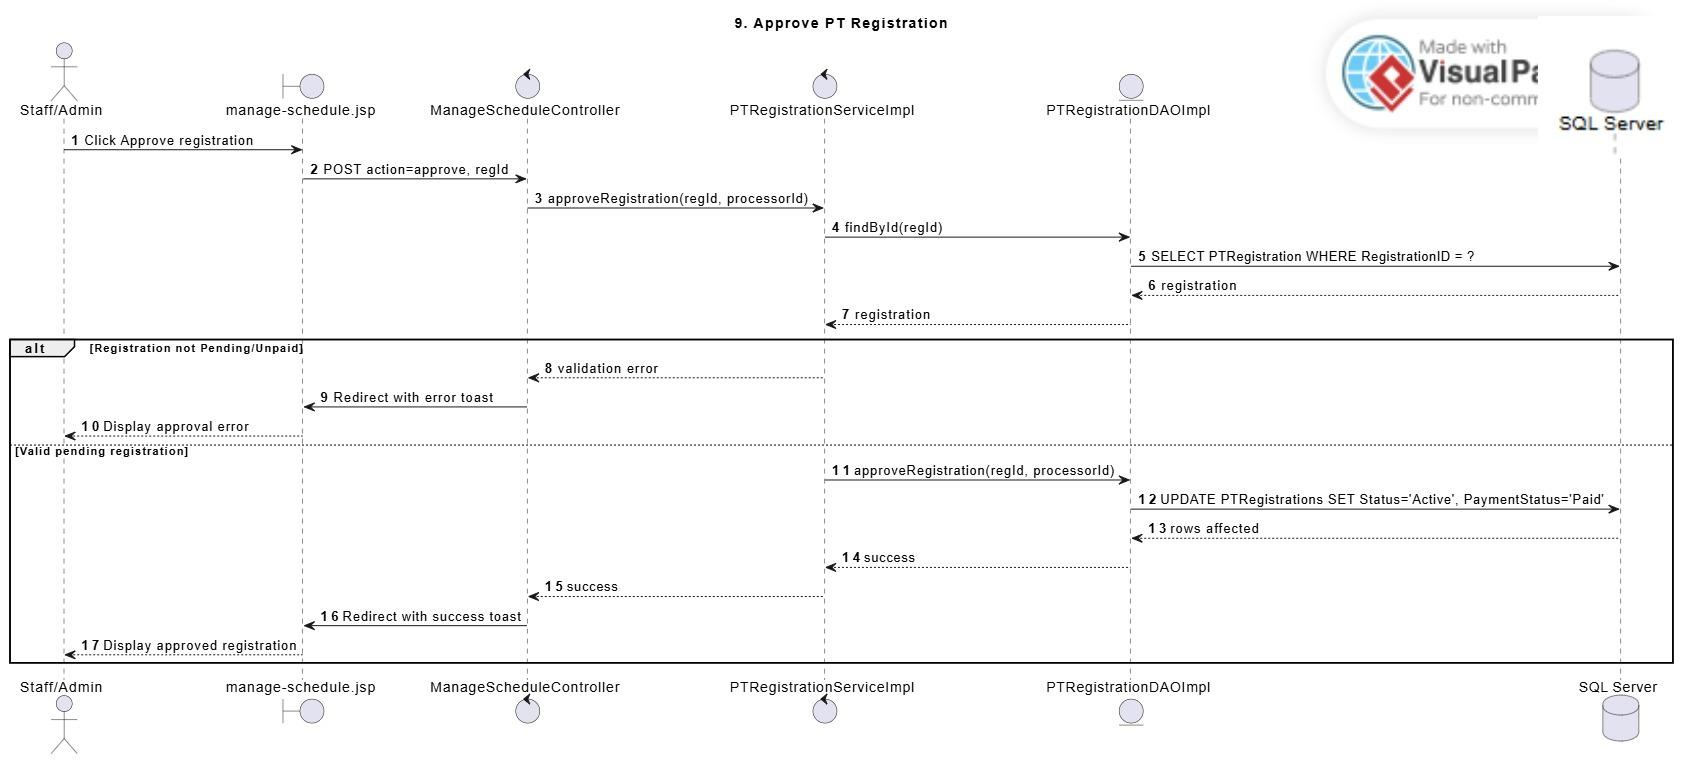 9. Approve PT Registration
Made with
Visual Pa
For non-comm
Staff/Admin
manage-schedule.jsp
ManageScheduleController
PTRegistrationServiceImpl
PTRegistrationDAOImpl
SQL Server
1 Click Approve registration
2 POST action=approve, regId
3 approveRegistration(regId, processorId)
4 findById(regId)
5 SELECT PTRegistration WHERE RegistrationID = ?
6 registration
7 registration
alt [Registration not Pending/Unpaid]
8 validation error
9 Redirect with error toast
10 Display approval error
[Valid pending registration]
11 approveRegistration(regId, processorId)
12 UPDATE PTRegistrations SET Status='Active', PaymentStatus='Paid'
13 rows affected
14 success
15 success
16 Redirect with success toast
17 Display approved registration
Staff/Admin
manage-schedule.jsp
ManageScheduleController
PTRegistrationServiceImpl
PTRegistrationDAOImpl
SQL Server